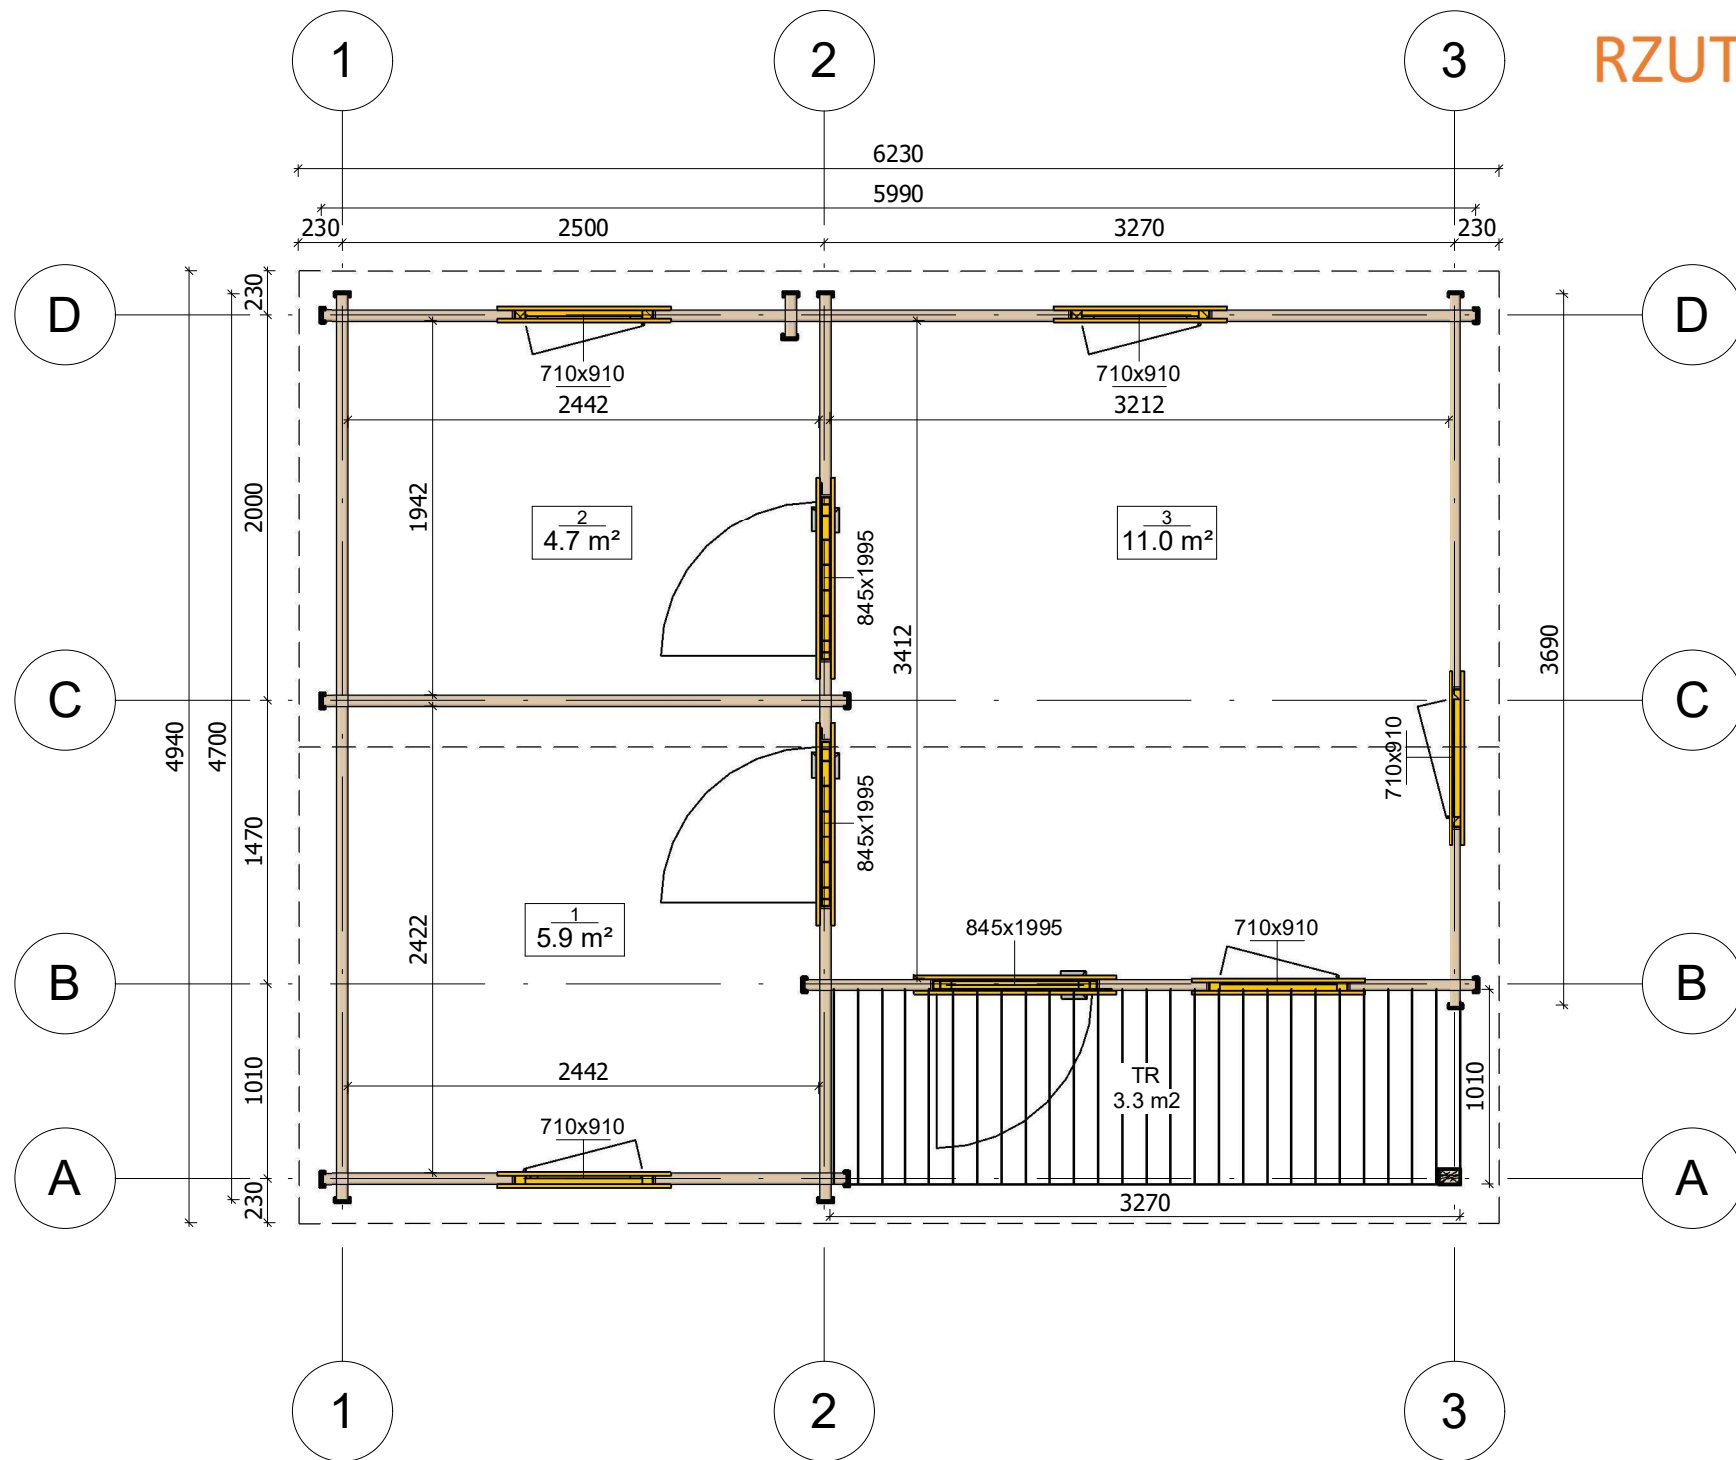 1
2
3
RZUT
6230
5990
230
2500
3270
230
D
D
230
710x910
710x910
2442
3212
4940
4700
2000
1942
2
4.7 m²
3
11.0 m²
845x1995
3412
3690
C
C
710x910
1470
845x1995
2422
1
5.9 m²
845x1995
710x910
B
B
1010
2442
TR
3.3 m2
1010
710x910
A
A
230
3270
1
2
3